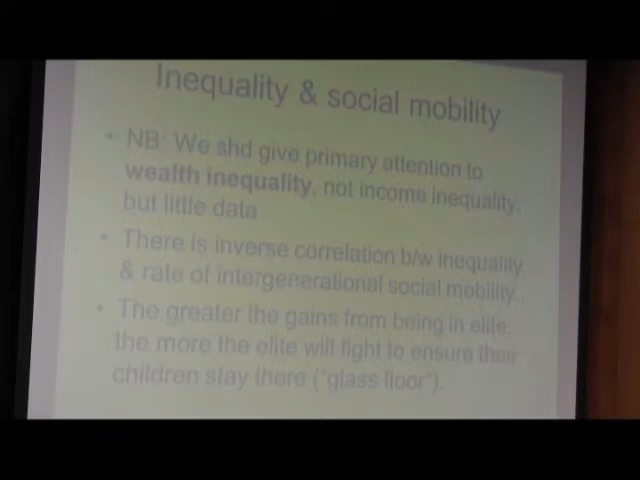 Inequality & social mobility
• NB: We shd give primary attention to
wealth inequality, not income inequality;
but little data
• There is inverse correlation b/w inequality
& rate of intergenerational social mobility.
• The greater the gains from being in elite,
the more the elite will fight to ensure their
children stay there ("glass floor").